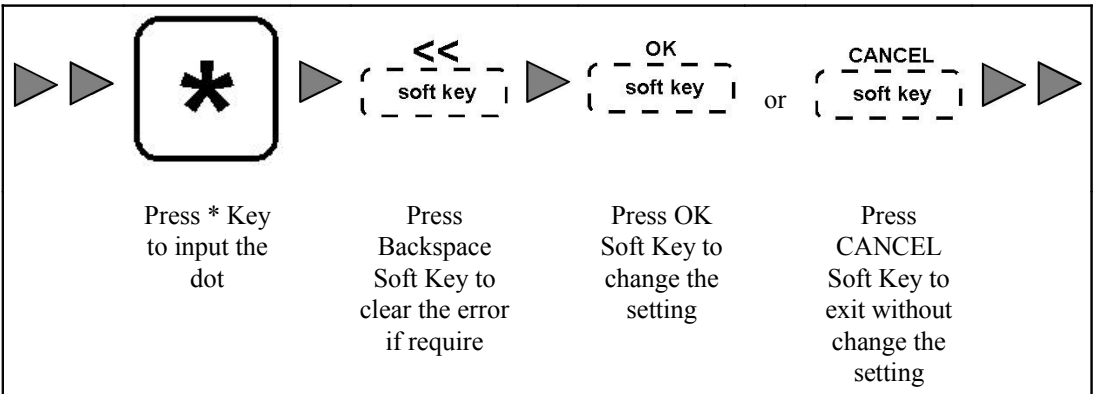 *
<<
soft key
OK
soft key
or
CANCEL
soft key
Press * Key
to input the
dot
Press
Backspace
Soft Key to
clear the error
if require
Press OK
Soft Key to
change the
setting
Press
CANCEL
Soft Key to
exit without
change the
setting